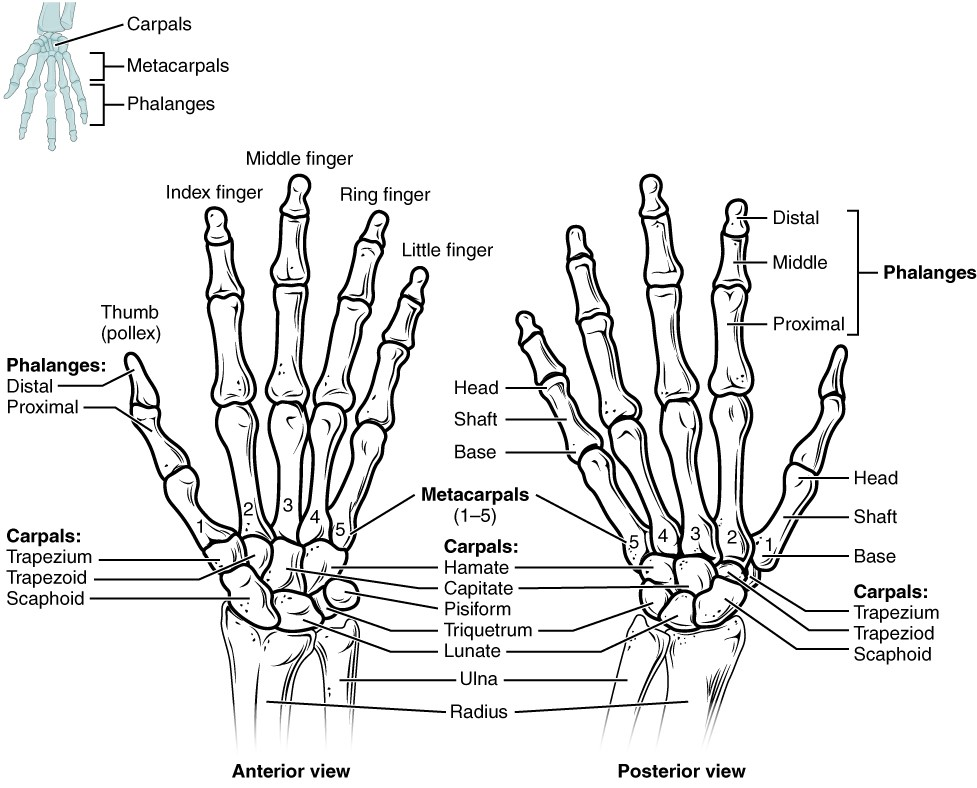 Carpals
Metacarpals
Phalanges
Middle finger
Index finger
Ring finger
Little finger
Thumb
(pollex)
Phalanges:
Distal
Proximal
1
2
3
4
5
Carpals:
Trapezium
Trapezoid
Scaphoid
Distal
Middle
Proximal
Phalanges
Head
Shaft
Base
Metacarpals
(1–5)
Carpals:
Hamate
Capitate
Pisiform
Triquetrum
Lunate
Ulna
Radius
5
4
3
2
1
Head
Shaft
Base
Carpals:
Trapezium
Trapeziod
Scaphoid
Anterior view
Posterior view